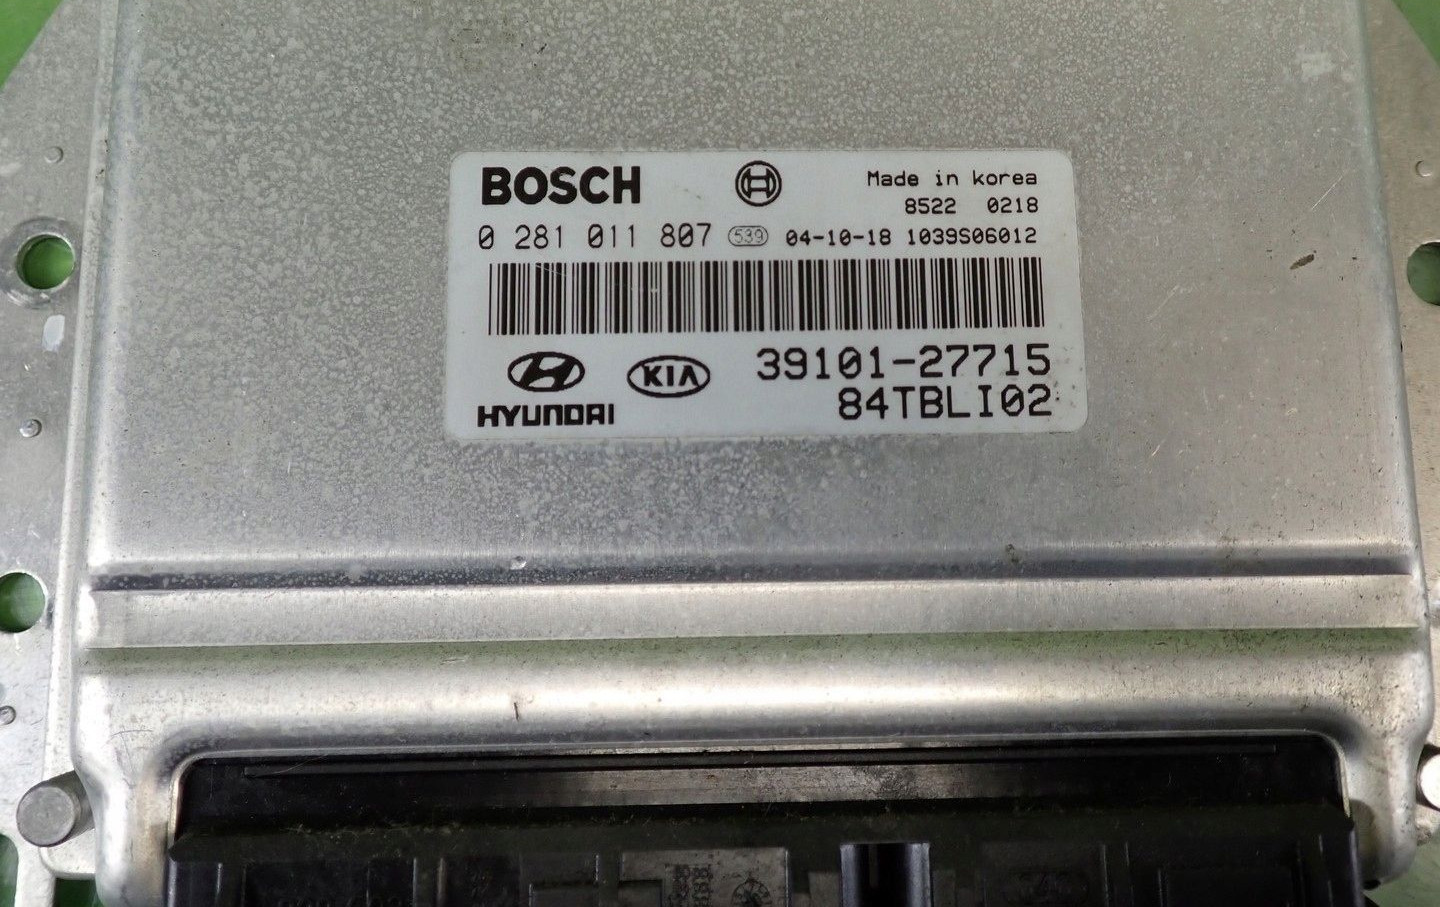 BOSCH
Made in korea
8522 0218
0 281 011 807 539 04-10-18 1039S06012
39101-27715
KIA
84TBLI02
HYUNDAI